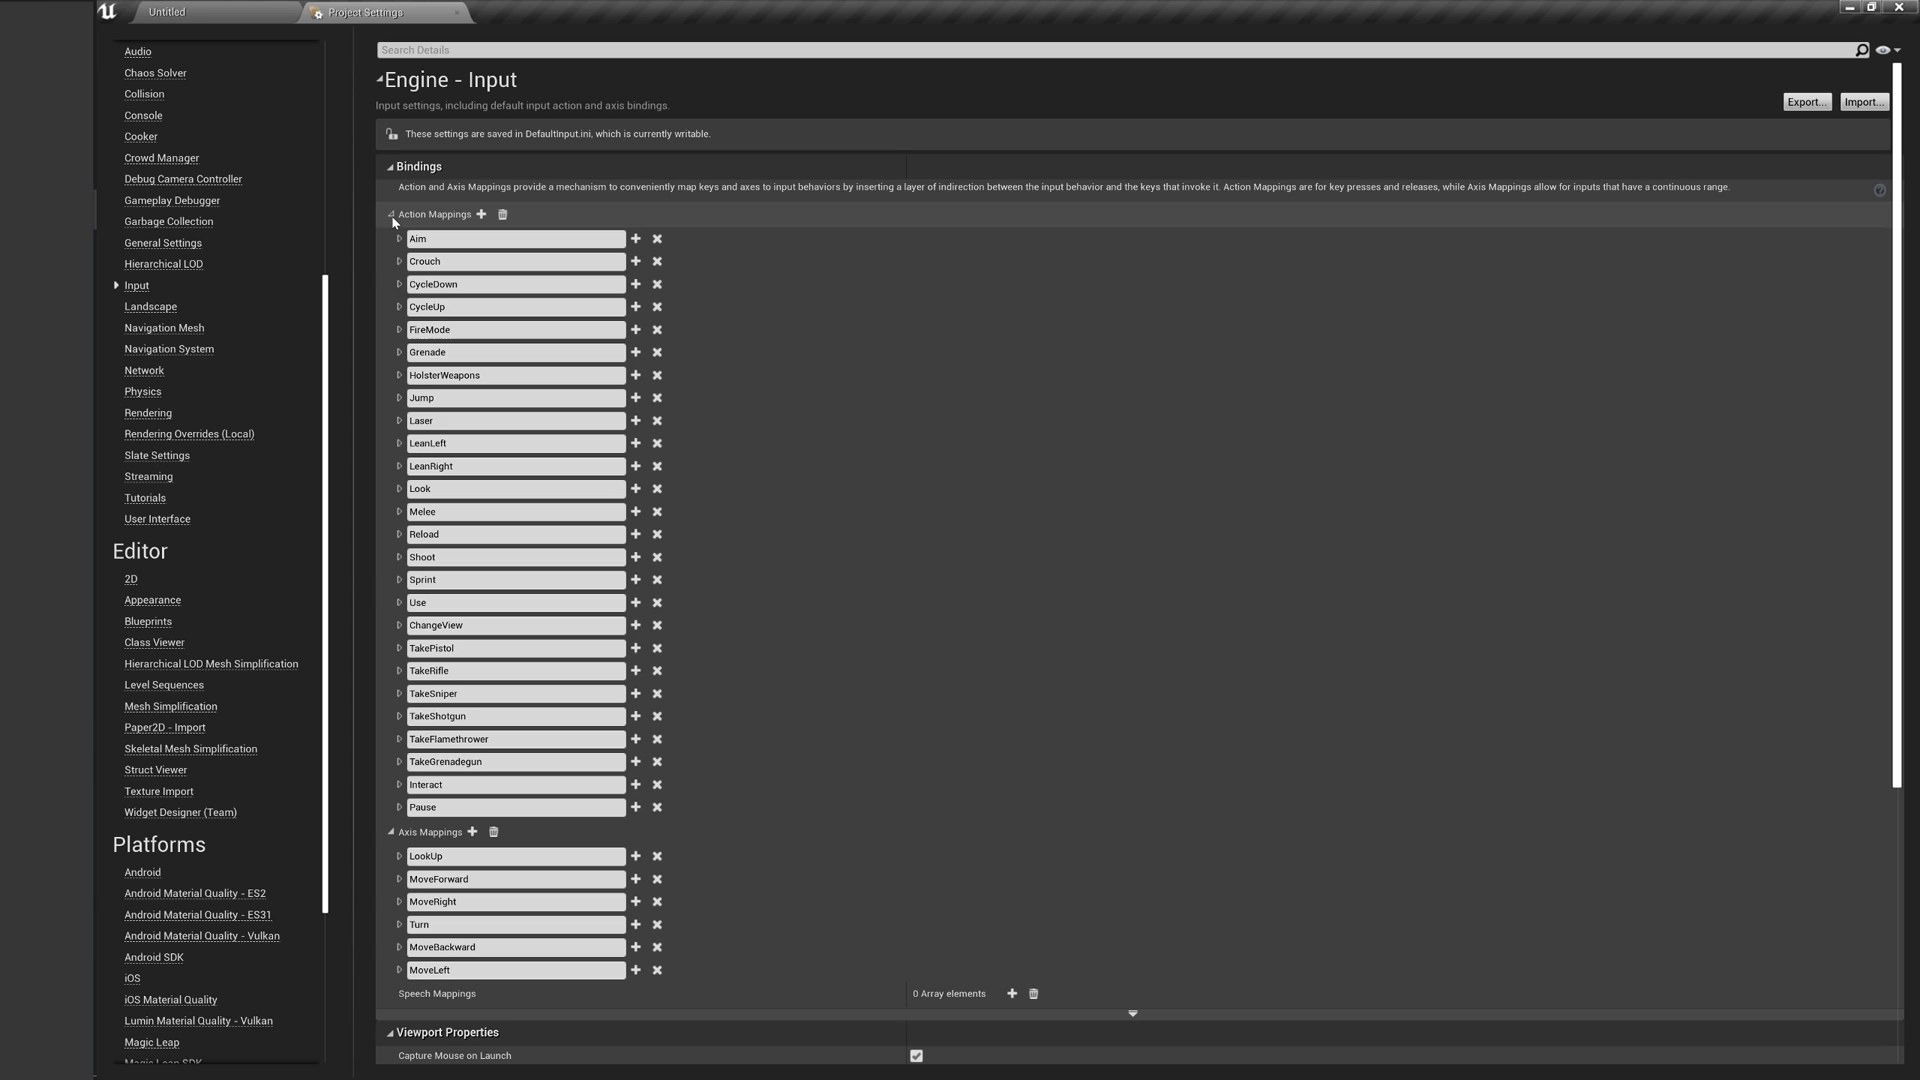 Untitled
Project Settings
Audio
Chaos Solver
Collision
Console
Cooker
Crowd Manager
Debug Camera Controller
Gameplay Debugger
Garbage Collection
General Settings
Hierarchical LOD
Input
Landscape
Navigation Mesh
Navigation System
Network
Physics
Rendering
Rendering Overrides (Local)
Slate Settings
Streaming
Tutorials
User Interface
Editor
2D
Appearance
Blueprints
Class Viewer
Hierarchical LOD Mesh Simplification
Level Sequences
Mesh Simplification
Paper2D - Import
Skeletal Mesh Simplification
Struct Viewer
Texture Import
Widget Designer (Team)
Platforms
Android
Android Material Quality - ES2
Android Material Quality - ES31
Android Material Quality - Vulkan
Android SDK
iOS
iOS Material Quality
Lumin Material Quality - Vulkan
Magic Leap
Magic Leap SDK
Search Details
Engine - Input
Input settings, including default input action and axis bindings.
Export...
Import...
These settings are saved in DefaultInput.ini, which is currently writable.
Bindings
Action and Axis Mappings provide a mechanism to conveniently map keys and axes to input behaviors by inserting a layer of indirection between the input behavior and the keys that invoke it. Action Mappings are for key presses and releases, while Axis Mappings allow for inputs that have a continuous range.
Action Mappings
Aim
Crouch
CycleDown
CycleUp
FireMode
Grenade
HolsterWeapons
Jump
Laser
LeanLeft
LeanRight
Look
Melee
Reload
Shoot
Sprint
Use
ChangeView
TakePistol
TakeRifle
TakeSniper
TakeShotgun
TakeFlamethrower
TakeGrenadegun
Interact
Pause
Axis Mappings
LookUp
MoveForward
MoveRight
Turn
MoveBackward
MoveLeft
Speech Mappings
0 Array elements
Viewport Properties
Capture Mouse on Launch